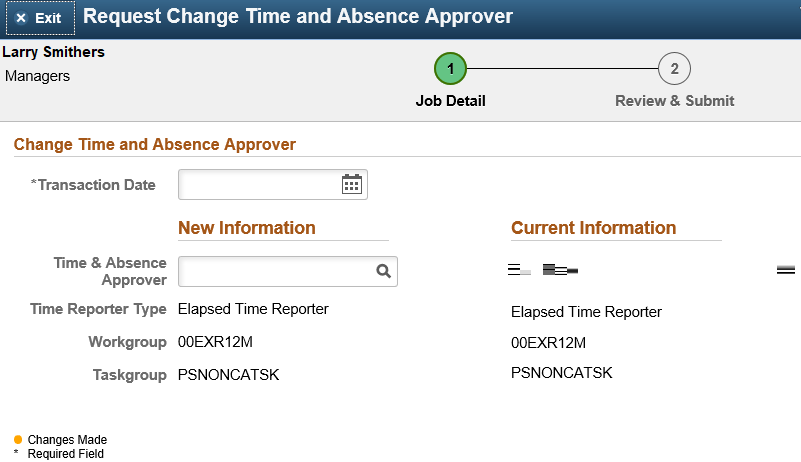 × Exit
Request Change Time and Absence Approver
Larry Smithers
Managers
1
2
Job Detail
Review & Submit
Change Time and Absence Approver
*Transaction Date
New Information
Current Information
Time & Absence
Approver
Time Reporter Type Elapsed Time Reporter
Elapsed Time Reporter
Workgroup 00EXR12M
00EXR12M
Taskgroup PSNONCATSK
PSNONCATSK
Changes Made
* Required Field